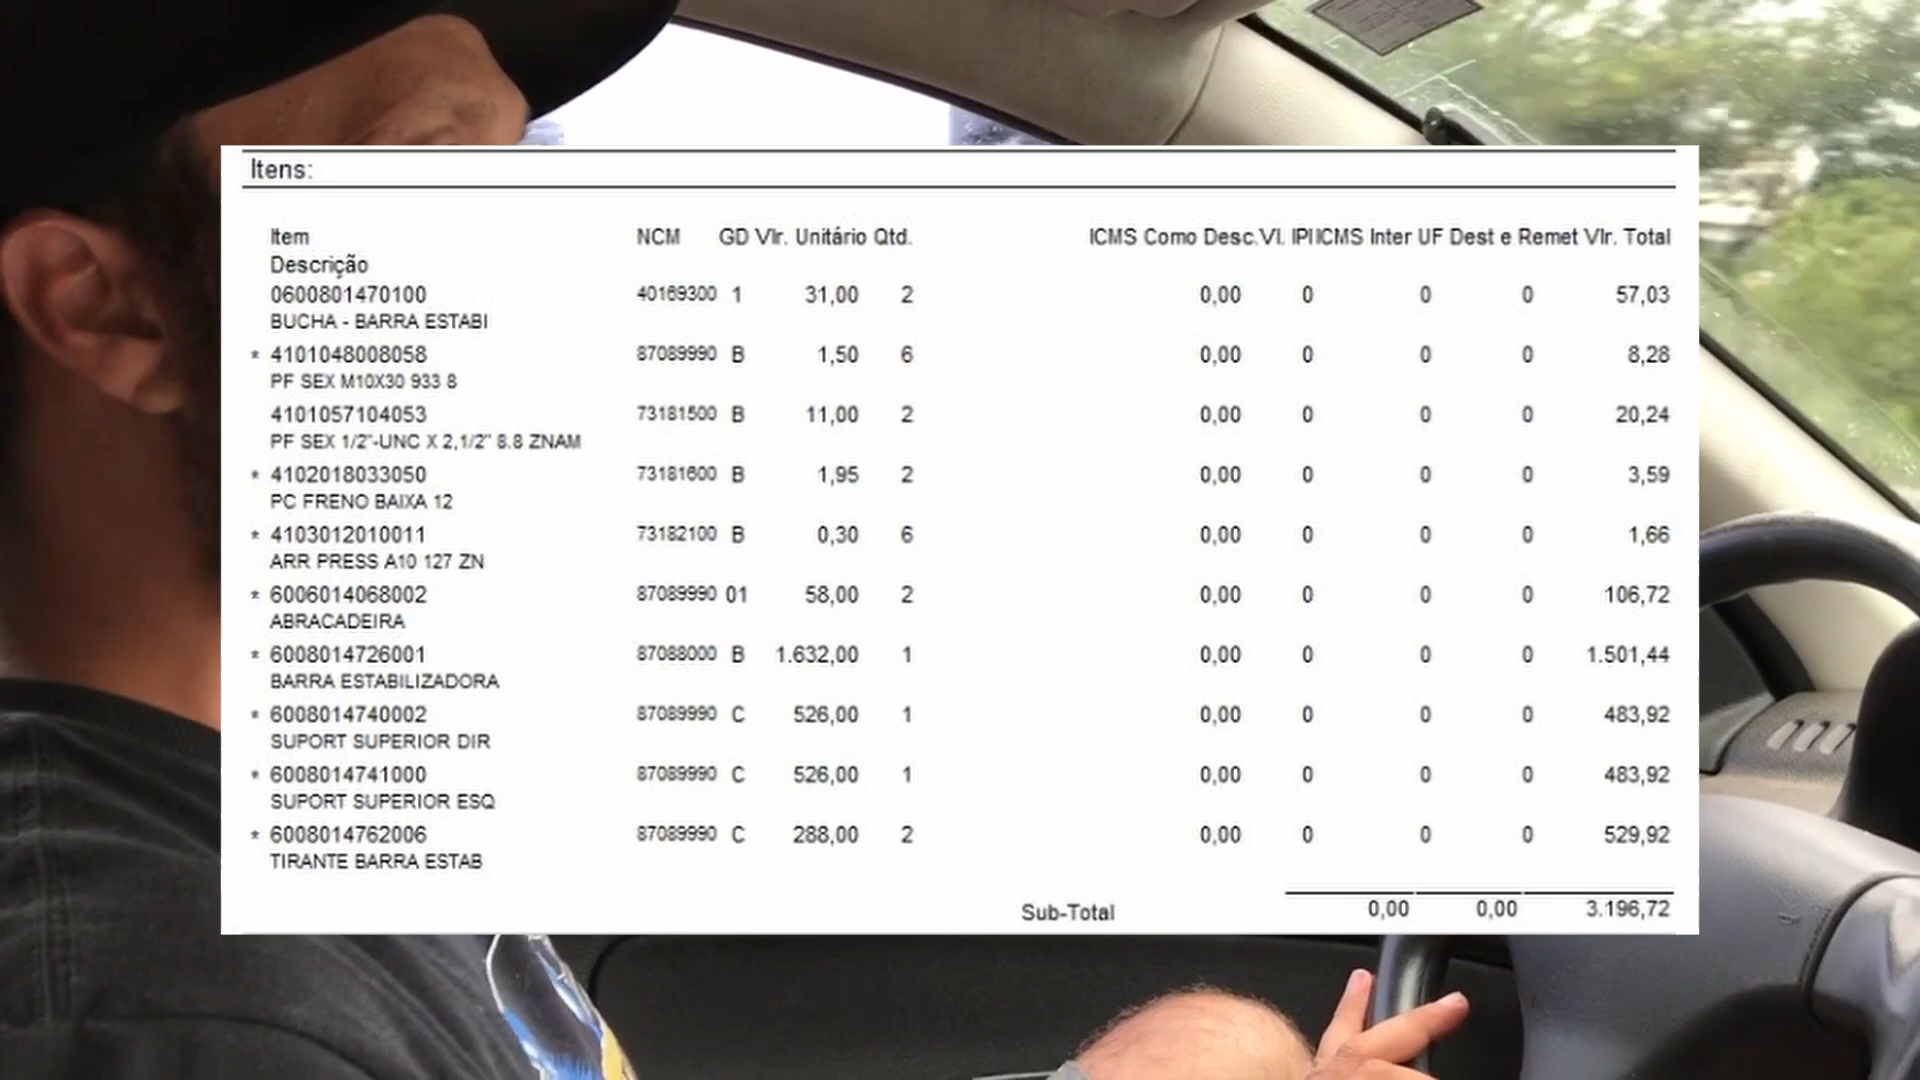 Itens:
Item NCM GD Vlr. Unitário Qtd. ICMS Como Desc. Vl. IPI ICMS Inter UF Dest e Remet Vlr. Total
Descrição
0600801470100 40169300 1 31,00 2 0,00 0 0 0 57,03
BUCHA - BARRA ESTABI
* 4101048008058 87089990 B 1,50 6 0,00 0 0 0 8,28
PF SEX M10X30 933 8
4101057104053 73181500 B 11,00 2 0,00 0 0 0 20,24
PF SEX 1/2"-UNC X 2,1/2" 8.8 ZNAM
* 4102018033050 73181600 B 1,95 2 0,00 0 0 0 3,59
PC FRENO BAIXA 12
* 4103012010011 73182100 B 0,30 6 0,00 0 0 0 1,66
ARR PRESS A10 127 ZN
* 6006014068002 87089990 01 58,00 2 0,00 0 0 0 106,72
ABRACADEIRA
* 6008014726001 87088000 B 1.632,00 1 0,00 0 0 0 1.501,44
BARRA ESTABILIZADORA
* 6008014740002 87089990 C 526,00 1 0,00 0 0 0 483,92
SUPORT SUPERIOR DIR
* 6008014741000 87089990 C 526,00 1 0,00 0 0 0 483,92
SUPORT SUPERIOR ESQ
* 6008014762006 87089990 C 288,00 2 0,00 0 0 0 529,92
TIRANTE BARRA ESTAB
Sub-Total 0,00 0,00 3.196,72